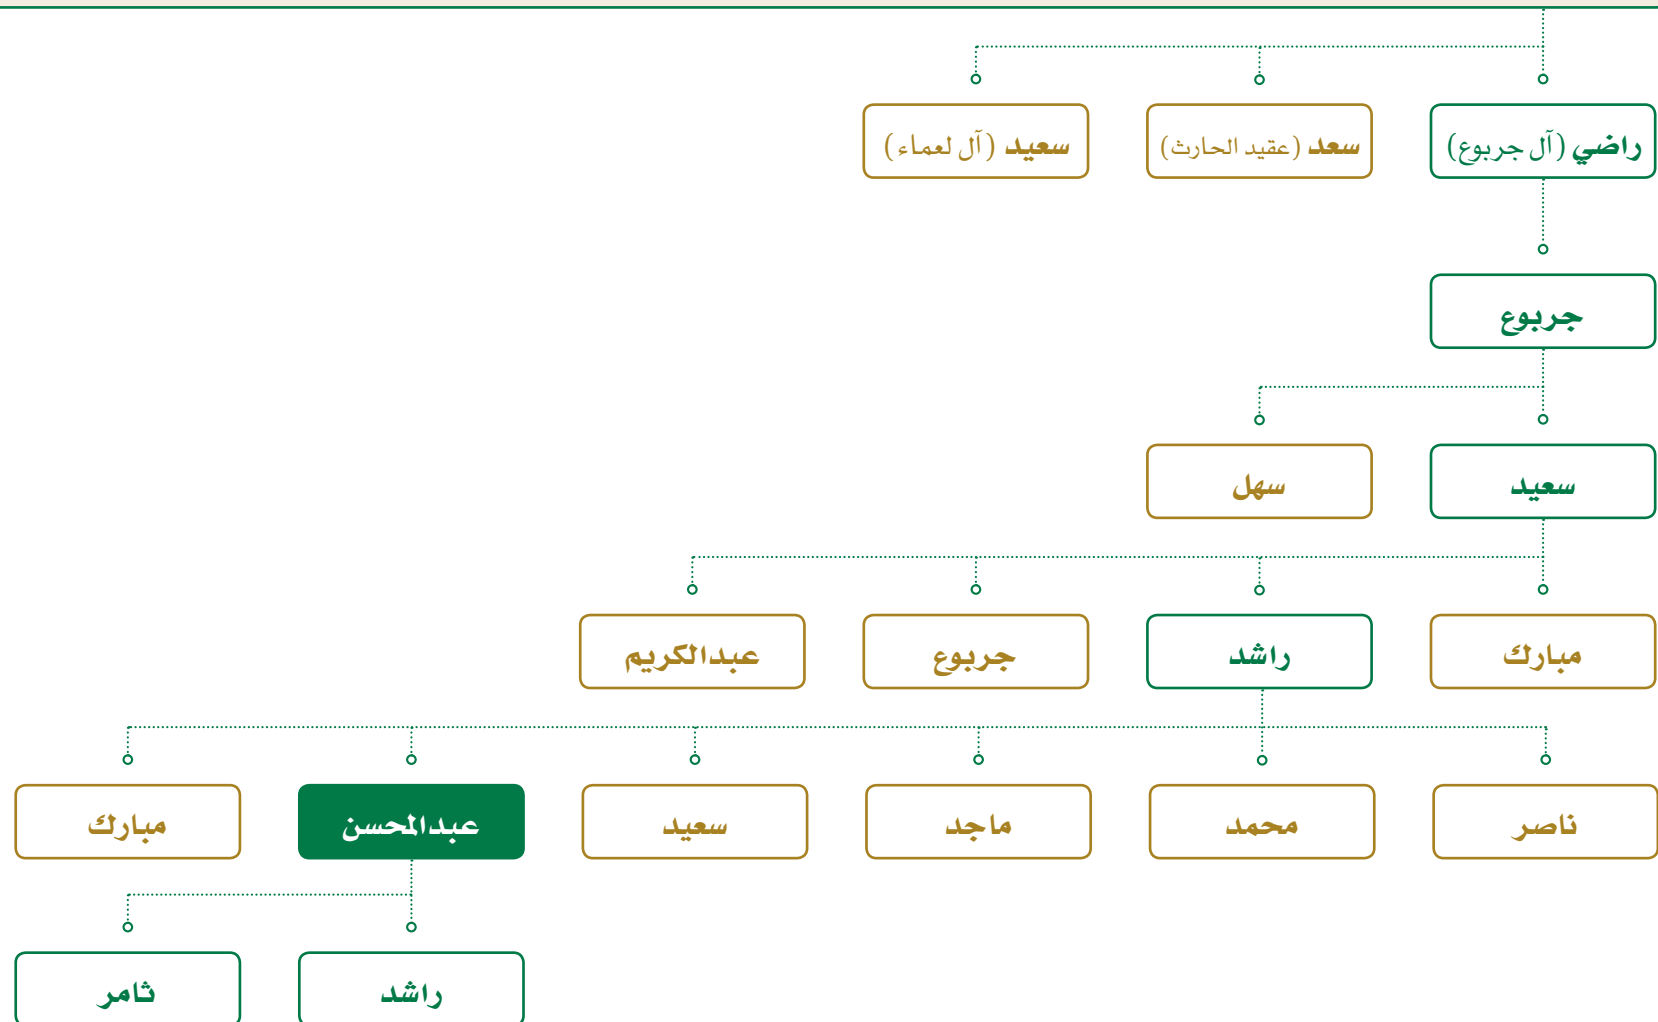 راضي (آل جربوع)
سعد (عقيد الحارث)
سعيد (آل لعماء)
جربوع
سعيد
سهل
مبارك
راشد
جربوع
عبدالكريم
ناصر
محمد
ماجد
سعيد
عبدالمحسن
مبارك
راشد
ثامر